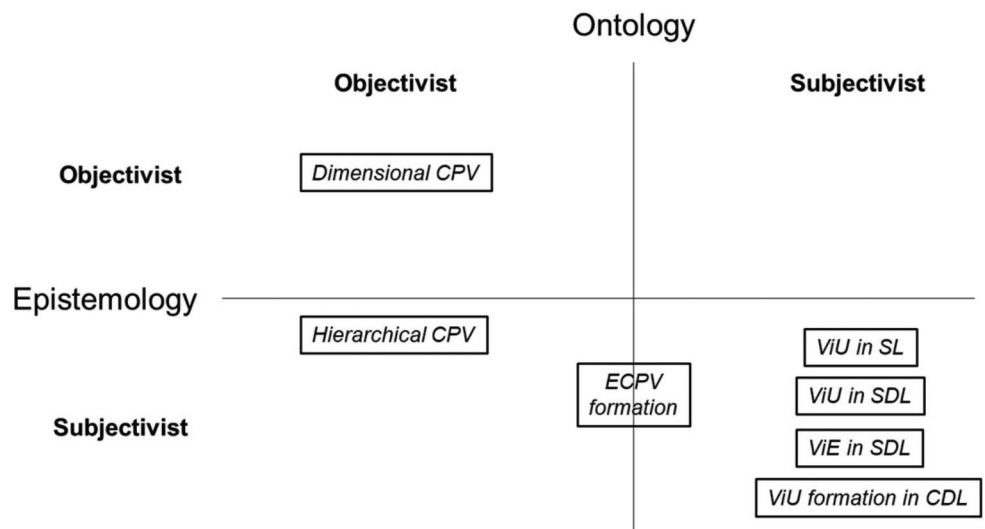 Ontology
Objectivist
Subjectivist
Objectivist
Dimensional CPV
Epistemology
Hierarchical CPV
ViU in SL
ECPV
formation
ViU in SDL
Subjectivist
ViE in SDL
ViU formation in CDL